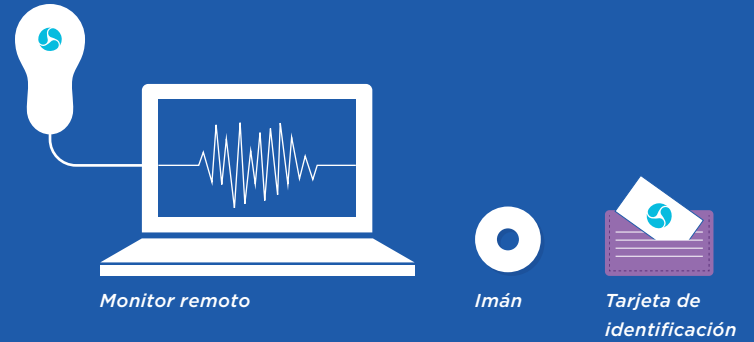 Monitor remoto
Imán
Tarjeta de
identificación